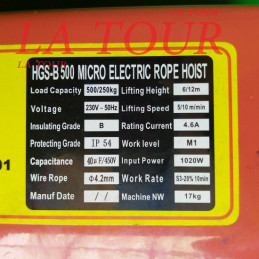 LA TOUR
HGS-B 500 MICRO ELECTRIC ROPE HOIST
Load Capacity 500/250kg Lifting Height 6/12m
Voltage 230V~50Hz Lifting Speed 5/10 m/min
Insulating Grade B Rating Current 4.6A
Protecting Grade IP 54 Work level M1
Capacitance 40μF/450V Input Power 1020W
Wire Rope Φ4.2mm Work Rate S3-20% 10min
Manuf Date / / Machine NW 17kg
01